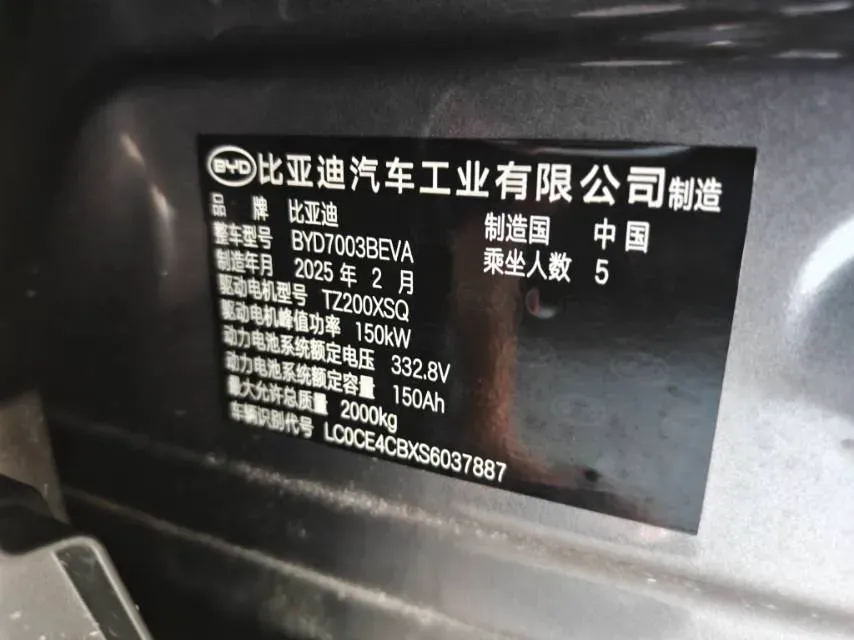 BYD 比亚迪汽车工业有限公司制造
品牌 比亚迪 制造国 中国
整车型号 BYD7003BEVA 乘坐人数 5
制造年月 2025 年 2 月
驱动电机型号 TZ200XSQ
驱动电机峰值功率 150kW
动力电池系统额定电压 332.8V
动力电池系统额定容量 150Ah
最大允许总质量 2000kg
车辆识别代号 LC0CE4CBXS6037887